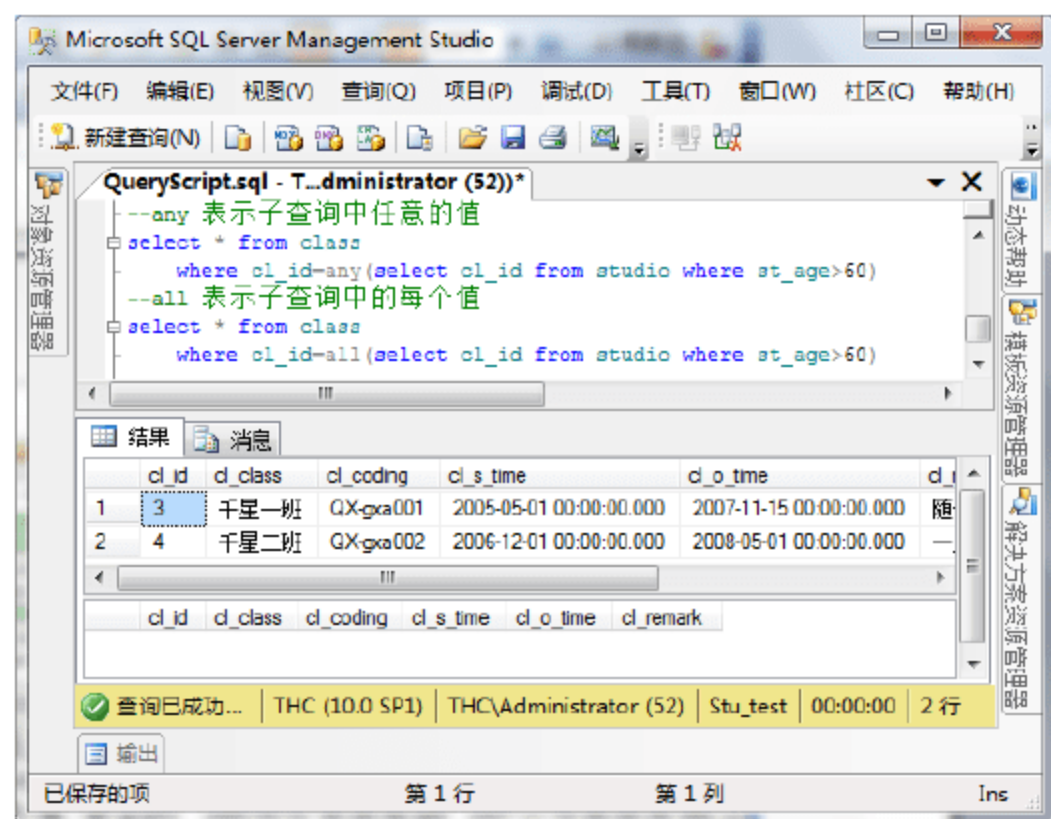 Microsoft SQL Server Management Studio
文件(F) 编辑(E) 视图(V) 查询(Q) 项目(P) 调试(D) 工具(T) 窗口(W) 社区(C) 帮助(H)
新建查询(N)
QueryScript.sql - T...dministrator (52))*
--any 表示子查询中任意的值
select * from class
where cl_id=any(select cl_id from studio where st_age>60)
--all 表示子查询中的每个值
select * from class
where cl_id=all(select cl_id from studio where st_age>60)
对象资源管理器
动态帮助
模板资源管理器
解决方案资源管理器
结果 消息
cl_id cl_class cl_coding cl_s_time cl_o_time
1 3 千星一班 QX-gxa001 2005-05-01 00:00:00.000 2007-11-15 00:00:00.000 随
2 4 千星二班 QX-gxa002 2006-12-01 00:00:00.000 2008-05-01 00:00:00.000 一
cl_id cl_class cl_coding cl_s_time cl_o_time cl_remark
查询已成功... THC (10.0 SP1) THC\Administrator (52) Stu_test 00:00:00 2 行
输出
已保存的项 第 1 行 第 1 列 Ins